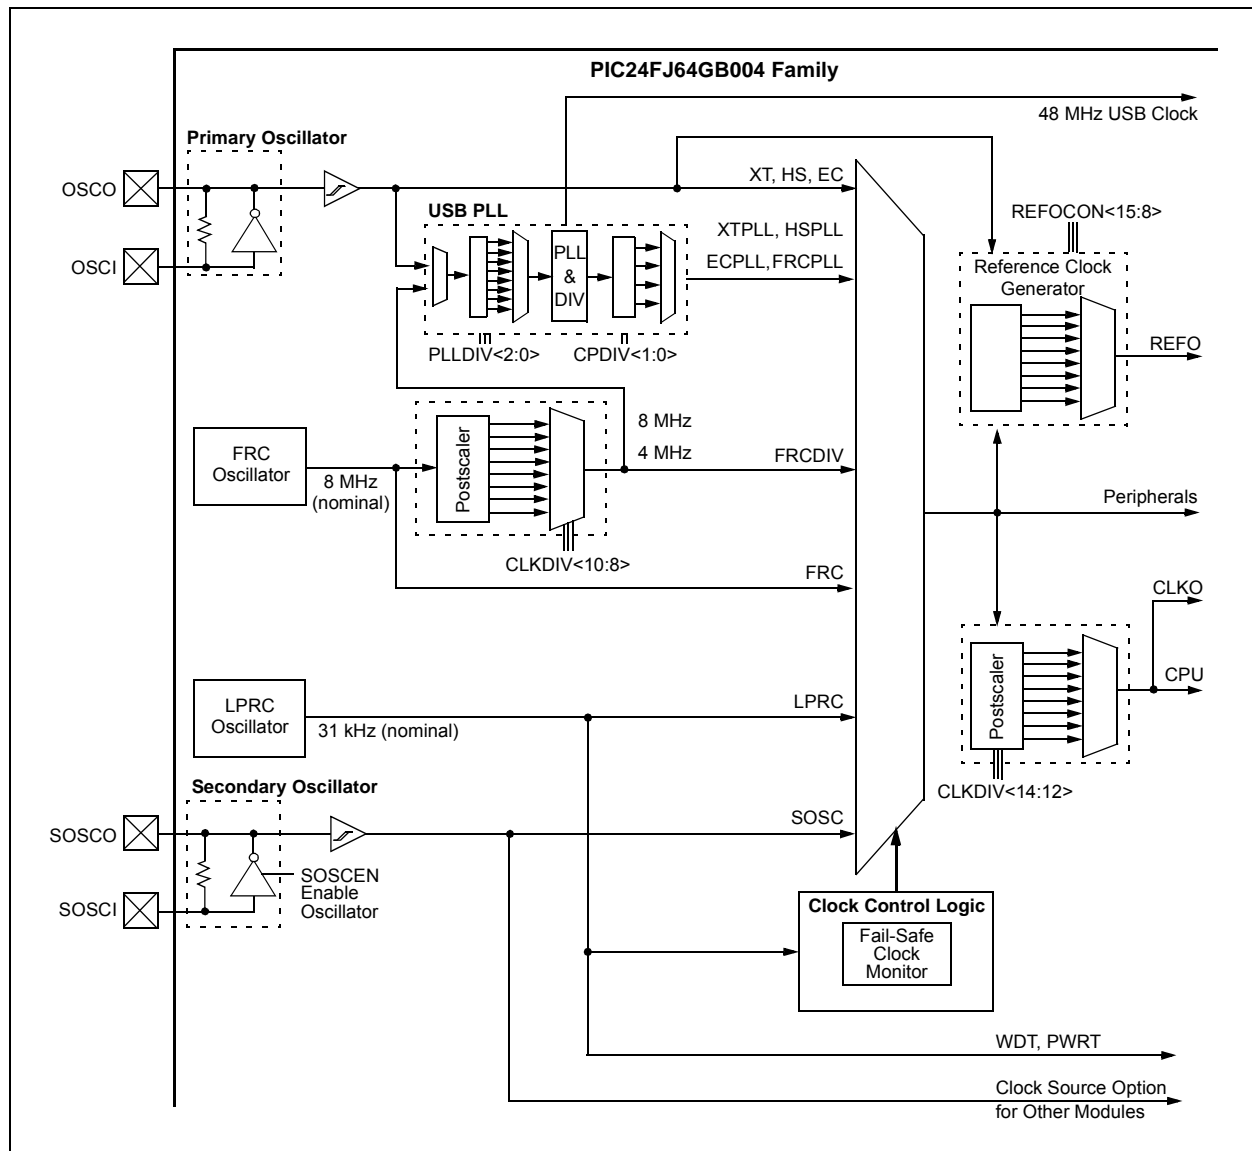 PIC24FJ64GB004 Family
48 MHz USB Clock
Primary Oscillator
OSCO
XT, HS, EC
USB PLL
REFOCON<15:8>
XTPLL, HSPLL
OSCI
PLL
&
DIV
ECPLL,FRCPLL
Reference Clock
Generator
REFO
PLLDIV<2:0>
CPDIV<1:0>
8 MHz
4 MHz
FRC
Oscillator
8 MHz
(nominal)
Postscaler
FRCDIV
Peripherals
CLKDIV<10:8>
FRC
CLKO
CPU
Postscaler
LPRC
Oscillator
31 kHz (nominal)
LPRC
CLKDIV<14:12>
Secondary Oscillator
SOSCO
SOSC
SOSCEN
Enable
Oscillator
SOSCI
Clock Control Logic
Fail-Safe
Clock
Monitor
WDT, PWRT
Clock Source Option
for Other Modules